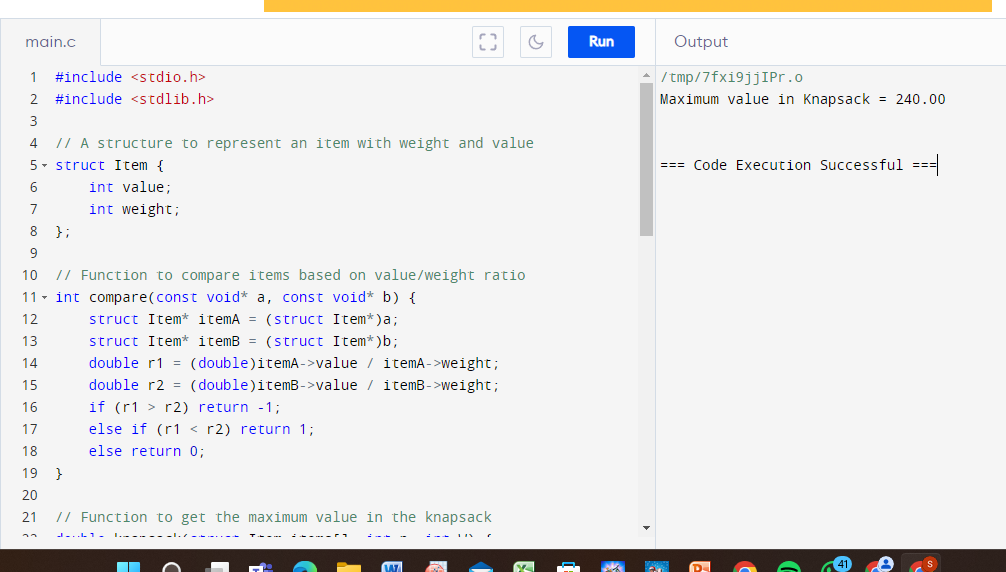 main.c
Run
Output
1 #include <stdio.h>
2 #include <stdlib.h>
3
4 // A structure to represent an item with weight and value
5 struct Item {
6 int value;
7 int weight;
8 };
9
10 // Function to compare items based on value/weight ratio
11 int compare(const void* a, const void* b) {
12 struct Item* itemA = (struct Item*)a;
13 struct Item* itemB = (struct Item*)b;
14 double r1 = (double)itemA->value / itemA->weight;
15 double r2 = (double)itemB->value / itemB->weight;
16 if (r1 > r2) return -1;
17 else if (r1 < r2) return 1;
18 else return 0;
19 }
20
21 // Function to get the maximum value in the knapsack
/tmp/7fxi9jjIPr.o
Maximum value in Knapsack = 240.00
=== Code Execution Successful ===
41
S